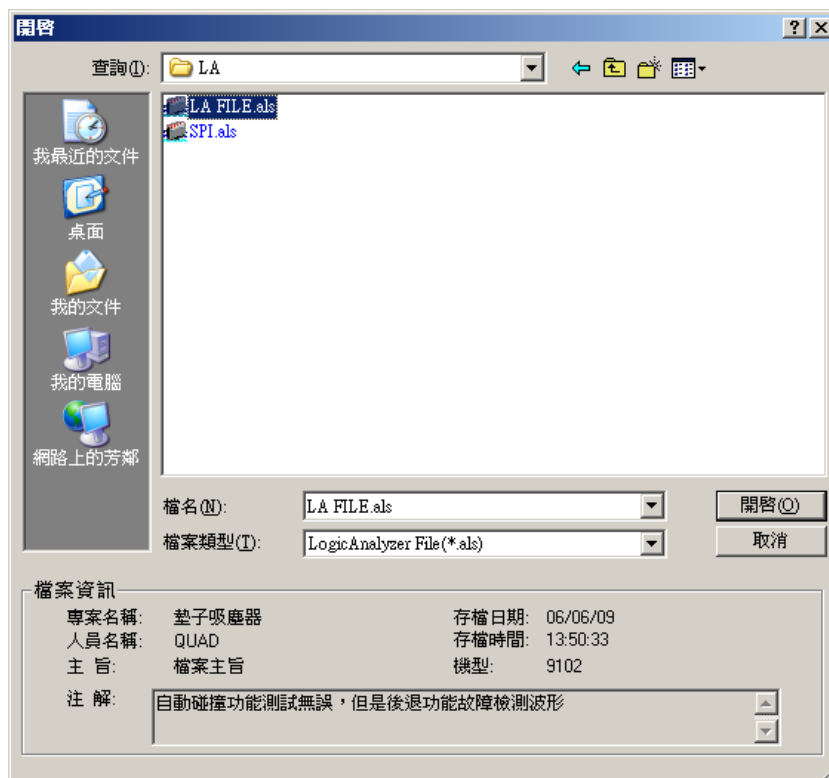 開啓
查詢(I): LA
LA FILE.als
SPI.als
我最近的文件
桌面
我的文件
我的電腦
網路上的芳鄰
檔名(N): LA FILE.als 開啓(O)
檔案類型(T): LogicAnalyzer File(*.als) 取消
檔案資訊
專案名稱: 墊子吸塵器 存檔日期: 06/06/09
人員名稱: QUAD 存檔時間: 13:50:33
主 旨: 檔案主旨 機型: 9102
注 解: 自動碰撞功能測試無誤,但是後退功能故障檢測波形